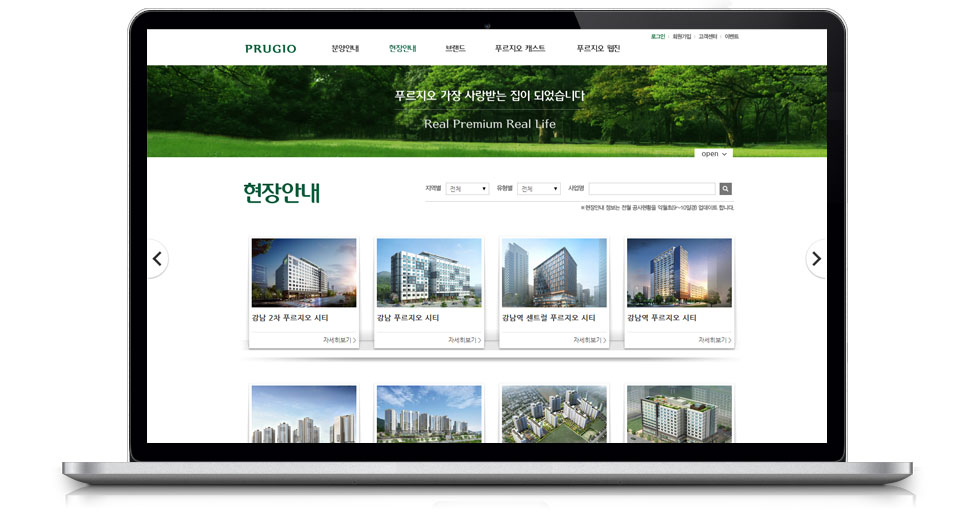 로그인 회원가입 고객센터 이벤트
PRUGIO 분양안내 현장안내 브랜드 푸르지오 캐스트 푸르지오 웹진
푸르지오 가장 사랑받는 집이 되었습니다
Real Premium Real Life
open
현장안내
지역별 전체 유형별 전체 사업명
※현장안내 정보는 전월 공사현황을 익월초(9~10일경) 업데이트 합니다.
강남 2차 푸르지오 시티 강남 푸르지오 시티 강남역 센트럴 푸르지오 시티 강남역 푸르지오 시티
자세히보기 > 자세히보기 > 자세히보기 > 자세히보기 >